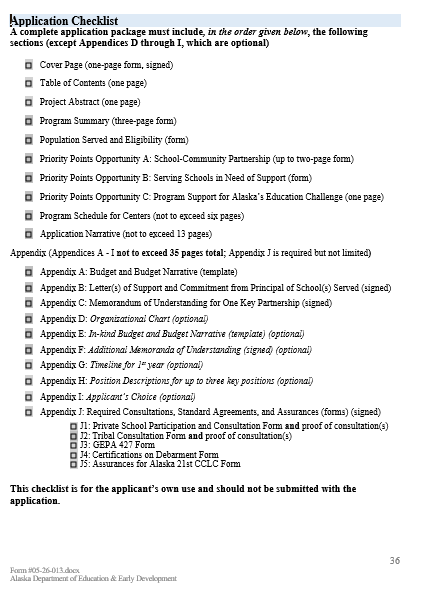 Application Checklist
A complete application package must include, in the order given below, the following
sections (except Appendices D through I, which are optional)
Cover Page (one-page form, signed)
Table of Contents (one page)
Project Abstract (one page)
Program Summary (three-page form)
Population Served and Eligibility (form)
Priority Points Opportunity A: School-Community Partnership (up to two-page form)
Priority Points Opportunity B: Serving Schools in Need of Support (form)
Priority Points Opportunity C: Program Support for Alaska's Education Challenge (one page)
Program Schedule for Centers (not to exceed six pages)
Application Narrative (not to exceed 13 pages)
Appendix (Appendices A - I not to exceed 35 pages total; Appendix J is required but not limited)
Appendix A: Budget and Budget Narrative (template)
Appendix B: Letter(s) of Support and Commitment from Principal of School(s) Served (signed)
Appendix C: Memorandum of Understanding for One Key Partnership (signed)
Appendix D: Organizational Chart (optional)
Appendix E: In-kind Budget and Budget Narrative (template) (optional)
Appendix F: Additional Memoranda of Understanding (signed) (optional)
Appendix G: Timeline for 1st year (optional)
Appendix H: Position Descriptions for up to three key positions (optional)
Appendix I: Applicant's Choice (optional)
Appendix J: Required Consultations, Standard Agreements, and Assurances (forms) (signed)
J1: Private School Participation and Consultation Form and proof of consultation(s)
J2: Tribal Consultation Form and proof of consultation(s)
J3: GEPA 427 Form
J4: Certifications on Debarment Form
J5: Assurances for Alaska 21st CCLC Form
This checklist is for the applicant's own use and should not be submitted with the
application.
36
Form #05-26-013.docx
Alaska Department of Education & Early Development